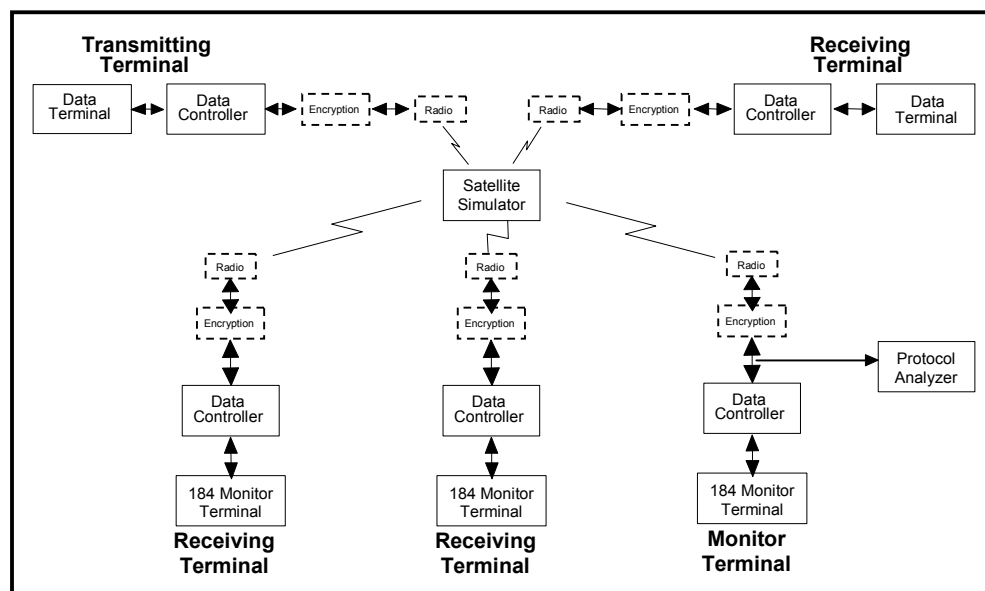 Transmitting
Terminal
Receiving
Terminal
Data
Terminal
Data
Controller
Encryption
Radio
Radio
Encryption
Data
Controller
Data
Terminal
Satellite
Simulator
Radio
Encryption
Data
Controller
184 Monitor
Terminal
Receiving
Terminal
Radio
Encryption
Data
Controller
184 Monitor
Terminal
Receiving
Terminal
Radio
Encryption
Protocol
Analyzer
Data
Controller
184 Monitor
Terminal
Monitor
Terminal